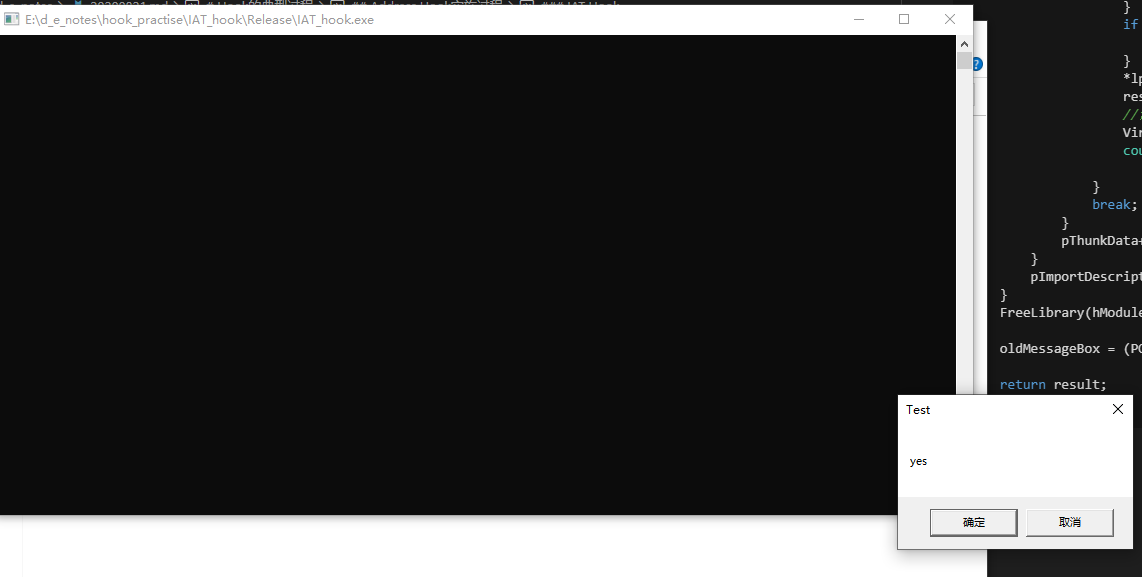 E:\d_e_notes\hook_practise\IAT_hook\Release\IAT_hook.exe
}
if
}
*lp
res
//
Vir
cou
}
break;
}
pThunkData+
}
pImportDescript
}
FreeLibrary(hModule
oldMessageBox = (PO
return result;
Test
yes
确定
取消